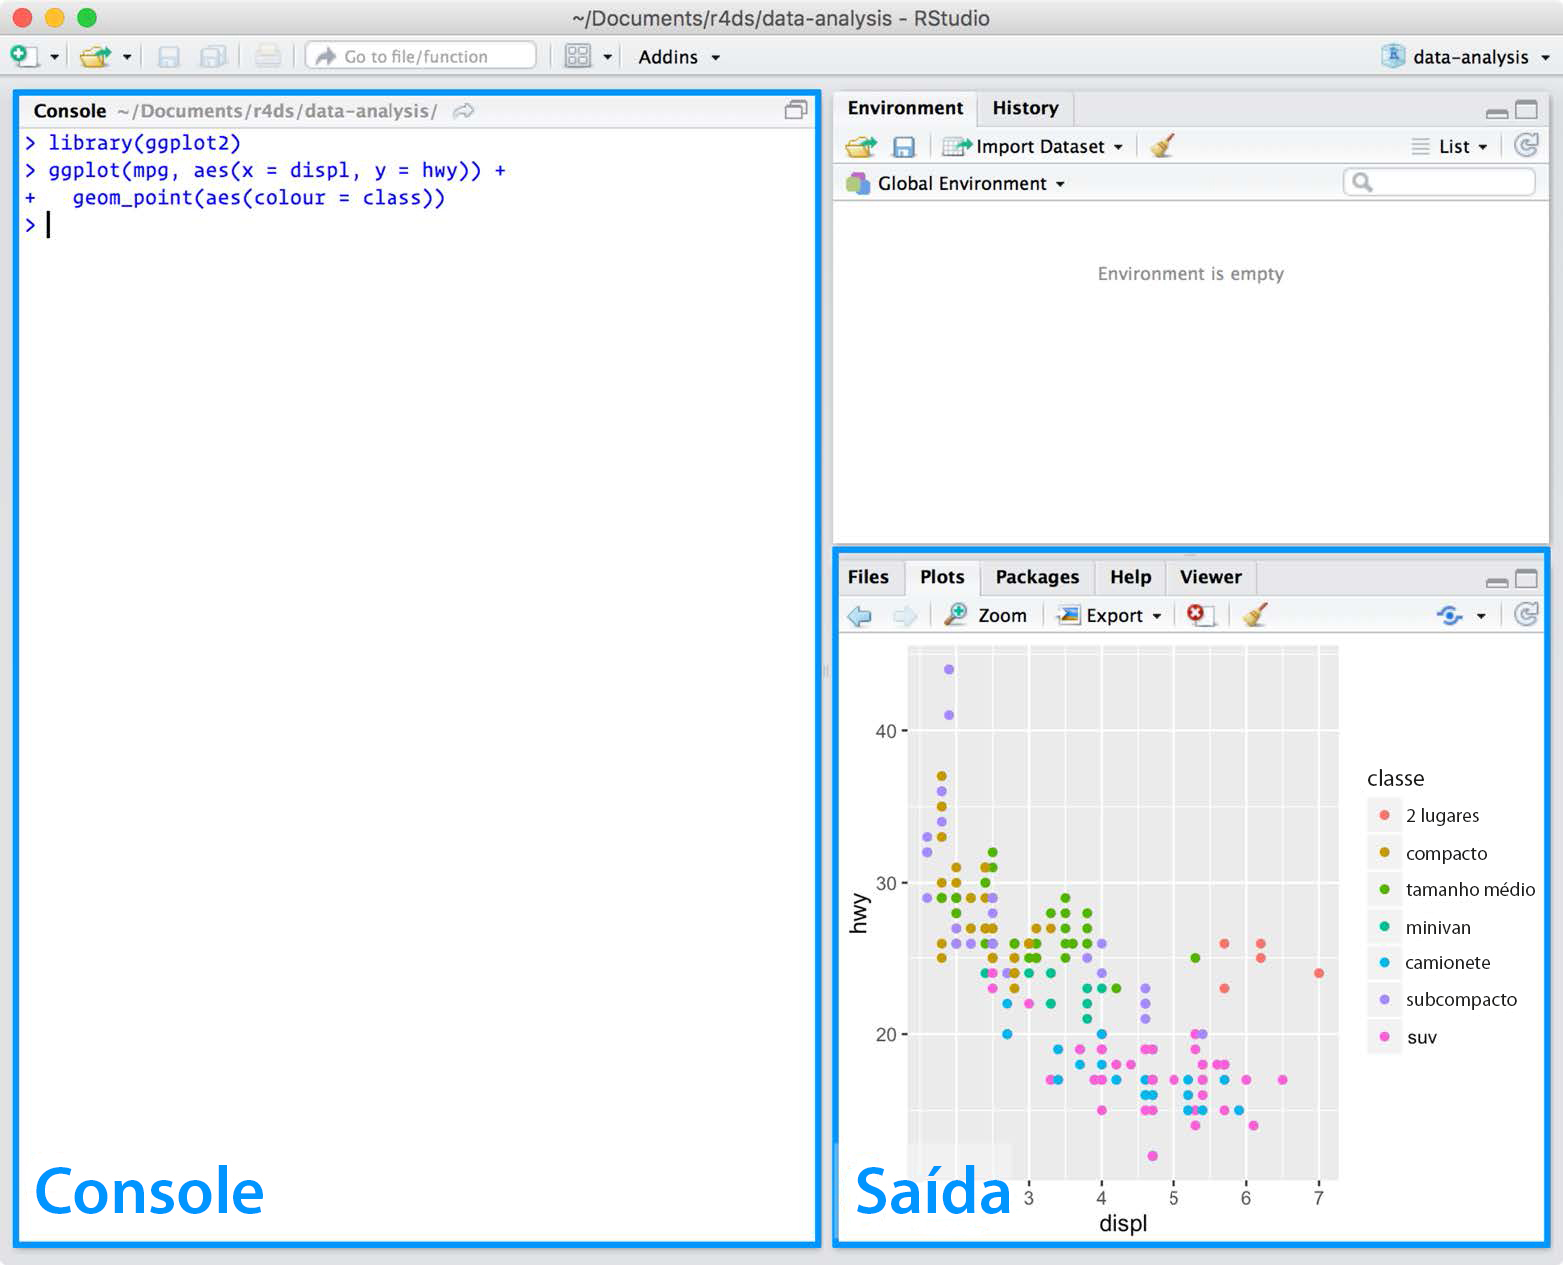 ~/Documents/r4ds/data-analysis - RStudio
Go to file/function
Addins
data-analysis
Console ~/Documents/r4ds/data-analysis/
> library(ggplot2)
> ggplot(mpg, aes(x = displ, y = hwy)) +
+   geom_point(aes(colour = class))
>
Console
Environment History
Import Dataset
List
Global Environment
Environment is empty
Files Plots Packages Help Viewer
Zoom Export
40
30
20
hwy
3 4 5 6 7
displ
classe
2 lugares
compacto
tamanho médio
minivan
camionete
subcompacto
suv
Saída